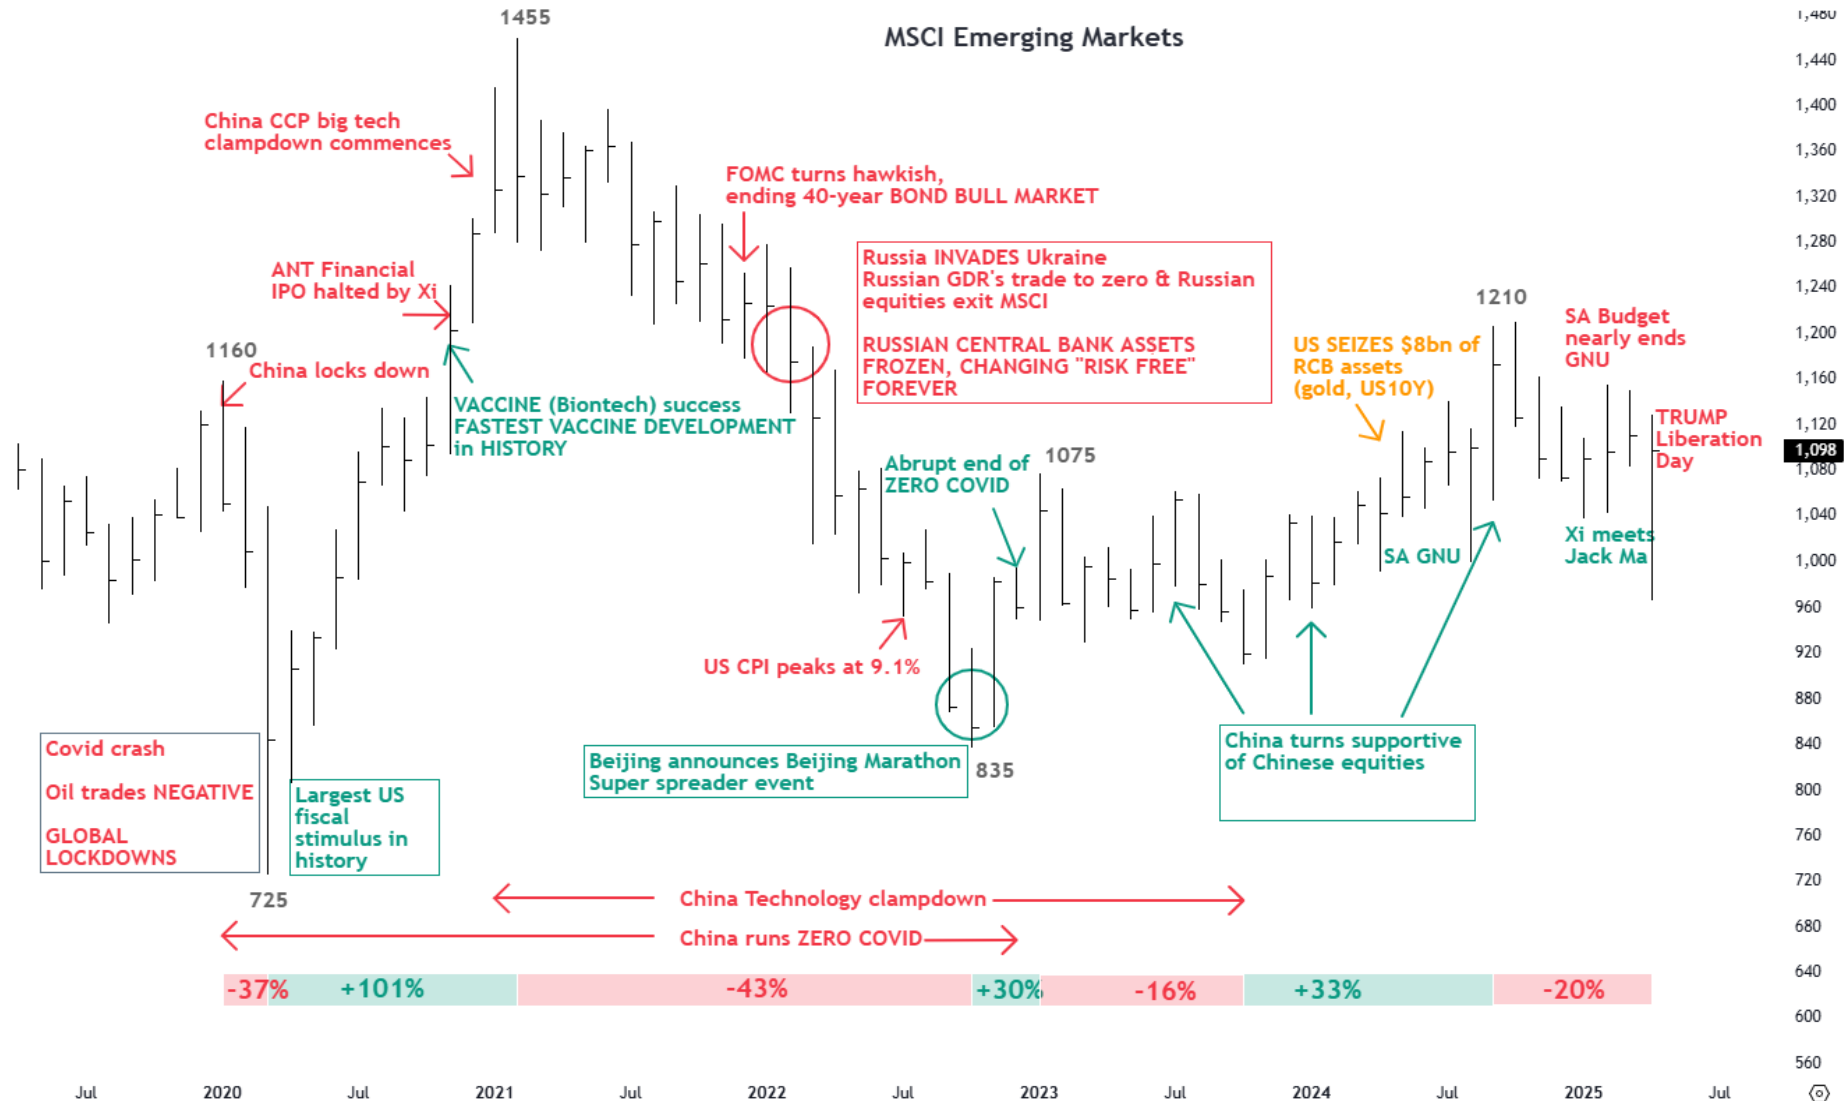 MSCI Emerging Markets
1455
China CCP big tech
clampdown commences
FOMC turns hawkish,
ending 40-year BOND BULL MARKET
ANT Financial
IPO halted by Xi
Russia INVADES Ukraine
Russian GDR's trade to zero & Russian
equities exit MSCI
RUSSIAN CENTRAL BANK ASSETS
FROZEN, CHANGING "RISK FREE"
FOREVER
1160
China locks down
VACCINE (Biontech) success
FASTEST VACCINE DEVELOPMENT
in HISTORY
Abrupt end of
ZERO COVID
1075
US SEIZES $8bn of
RCB assets
(gold, US10Y)
1210
SA Budget
nearly ends
GNU
TRUMP
Liberation
Day
SA GNU
Xi meets
Jack Ma
US CPI peaks at 9.1%
Covid crash
Oil trades NEGATIVE
GLOBAL
LOCKDOWNS
Largest US
fiscal
stimulus in
history
Beijing announces Beijing Marathon
Super spreader event
835
China turns supportive
of Chinese equities
725
China Technology clampdown
China runs ZERO COVID
-37%
+101%
-43%
+30%
-16%
+33%
-20%
1,480
1,440
1,400
1,360
1,320
1,280
1,240
1,200
1,160
1,120
1,098
1,080
1,040
1,000
960
920
880
840
800
760
720
680
640
600
560
Jul
2020
Jul
2021
Jul
2022
Jul
2023
Jul
2024
Jul
2025
Jul